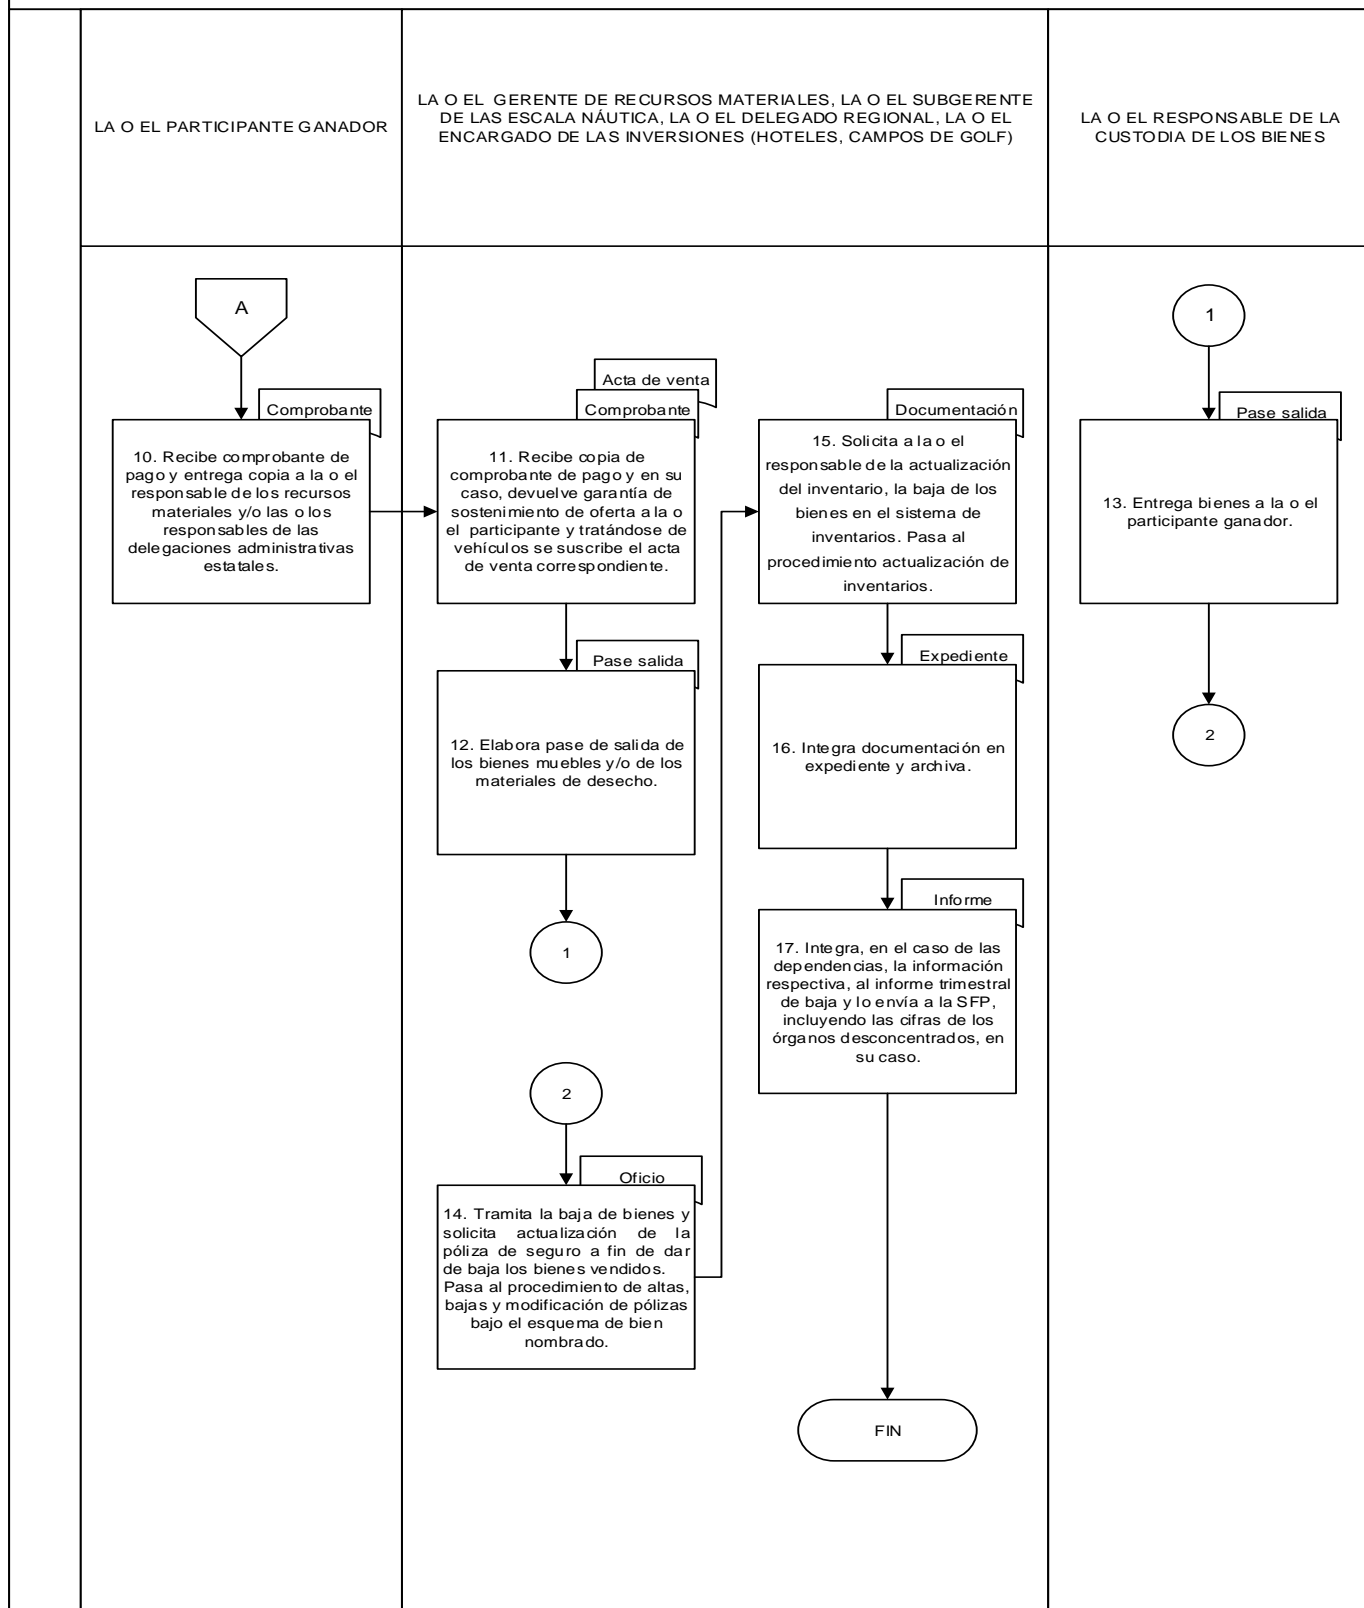 LA O EL PARTICIPANTE GANADOR
LA O EL GERENTE DE RECURSOS MATERIALES, LA O EL SUBGERENTE
DE LAS ESCALA NÁUTICA, LA O EL DELEGADO REGIONAL, LA O EL
ENCARGADO DE LAS INVERSIONES (HOTELES, CAMPOS DE GOLF)
LA O EL RESPONSABLE DE LA
CUSTODIA DE LOS BIENES
A
Comprobante
10. Recibe comprobante de
pago y entrega copia a la o el
responsable de los recursos
materiales y/o las o los
responsables de las
delegaciones administrativas
estatales.
Acta de venta
Comprobante
11. Recibe copia de
comprobante de pago y en su
caso, devuelve garantía de
sostenimiento de oferta a la o
el participante y tratándose de
vehículos se suscribe el acta
de venta correspondiente.
Pase salida
12. Elabora pase de salida de
los bienes muebles y/o de los
materiales de desecho.
1
2
Oficio
14. Tramita la baja de bienes y
solicita actualización de la
póliza de seguro a fin de dar
de baja los bienes vendidos.
Pasa al procedimiento de altas,
bajas y modificación de pólizas
bajo el esquema de bien
nombrado.
Documentación
15. Solicita a la o el
responsable de la actualización
del inventario, la baja de los
bienes en el sistema de
inventarios. Pasa al
procedimiento actualización de
inventarios.
Expediente
16. Integra documentación en
expediente y archiva.
Informe
17. Integra, en el caso de las
dependencias, la información
respectiva, al informe trimestral
de baja y lo envía a la SFP,
incluyendo las cifras de los
órganos desconcentrados, en
su caso.
FIN
1
Pase salida
13. Entrega bienes a la o el
participante ganador.
2